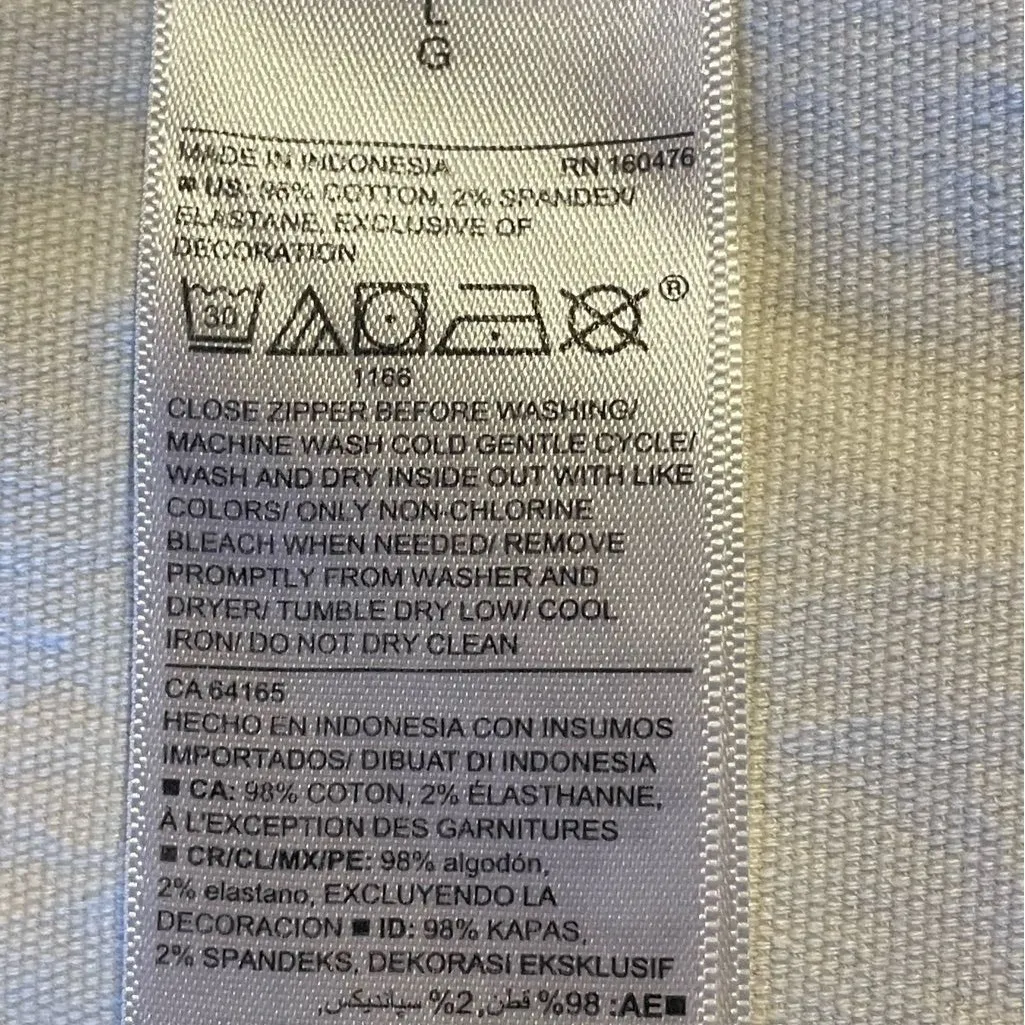 L
G
MADE IN INDONESIA RN 160476
■ US: 98% COTTON, 2% SPANDEX/
ELASTANE, EXCLUSIVE OF
DECORATION
30
®
1166
CLOSE ZIPPER BEFORE WASHING/
MACHINE WASH COLD GENTLE CYCLE/
WASH AND DRY INSIDE OUT WITH LIKE
COLORS/ ONLY NON-CHLORINE
BLEACH WHEN NEEDED/ REMOVE
PROMPTLY FROM WASHER AND
DRYER/ TUMBLE DRY LOW/ COOL
IRON/ DO NOT DRY CLEAN
CA 64165
HECHO EN INDONESIA CON INSUMOS
IMPORTADOS/ DIBUAT DI INDONESIA
■ CA: 98% COTON, 2% ÉLASTHANNE,
À L'EXCEPTION DES GARNITURES
■ CR/CL/MX/PE: 98% algodón,
2% elastano, EXCLUYENDO LA
DECORACION ■ ID: 98% KAPAS,
2% SPANDEKS, DEKORASI EKSKLUSIF
■AE: 98% قطن, 2% سپانديكس,